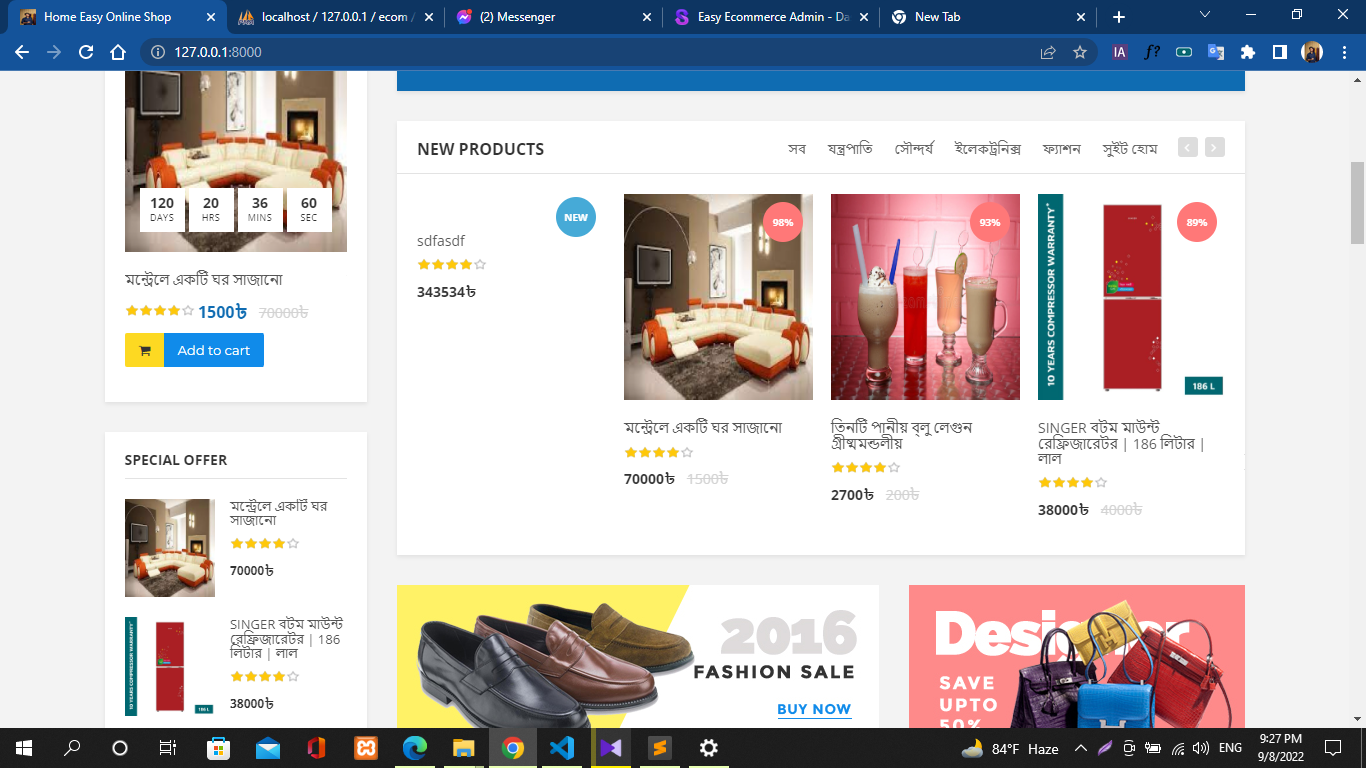 Home Easy Online Shop
localhost / 127.0.0.1 / ecom /
(2) Messenger
Easy Ecommerce Admin - Da
New Tab
127.0.0.1:8000
IA
f?
120
DAYS
20
HRS
36
MINS
60
SEC
মন্ট্রেলে একটি ঘর সাজানো
1500৳ 70000৳
Add to cart
SPECIAL OFFER
মন্ট্রেলে একটি ঘর
সাজানো
70000৳
SINGER বটম মাউন্ট
রেফ্রিজারেটর | 186
লিটার | লাল
38000৳
NEW PRODUCTS
সব যন্ত্রপাতি সৌন্দর্য ইলেকট্রনিক্স ফ্যাশন সুইট হোম
NEW
sdfasdf
343534৳
98%
মন্ট্রেলে একটি ঘর সাজানো
70000৳ 1500৳
93%
তিনটি পানীয় ব্লু লেগুন
গ্রীষ্মমন্ডলীয়
2700৳ 200৳
10 YEARS COMPRESSOR WARRANTY*
89%
186 L
SINGER বটম মাউন্ট
রেফ্রিজারেটর | 186 লিটার |
লাল
38000৳ 4000৳
2016
FASHION SALE
BUY NOW
Designer
SAVE
UPTO
50%
84°F Haze
ENG
9:27 PM
9/8/2022